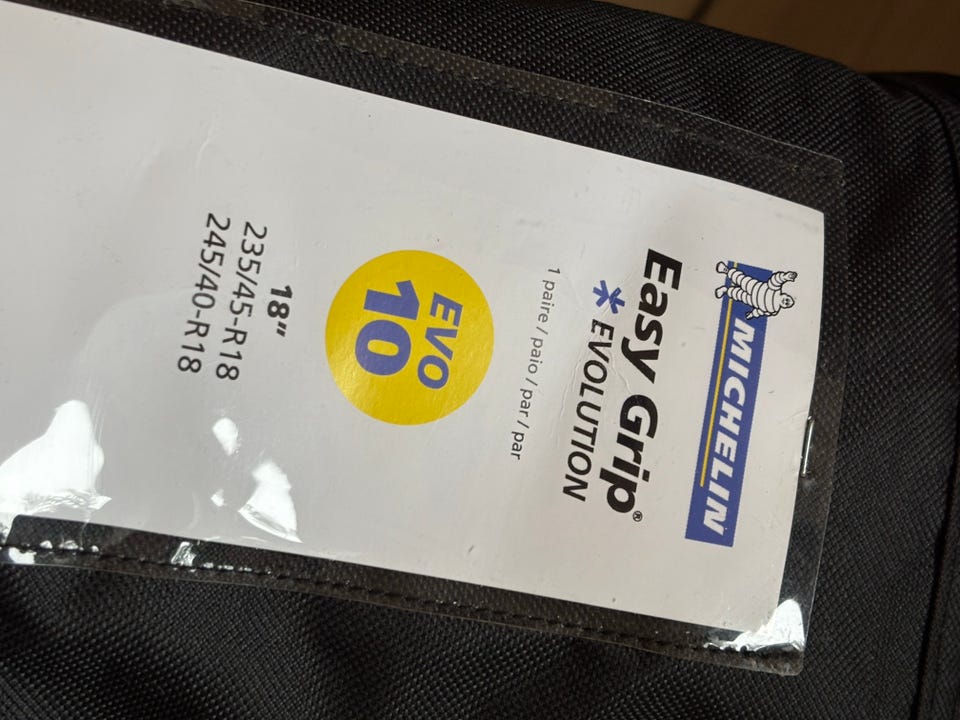 MICHELIN
Easy Grip®
* EVOLUTION
1 paire / paio / par / par
EVO
10
18"
235/45-R18
245/40-R18